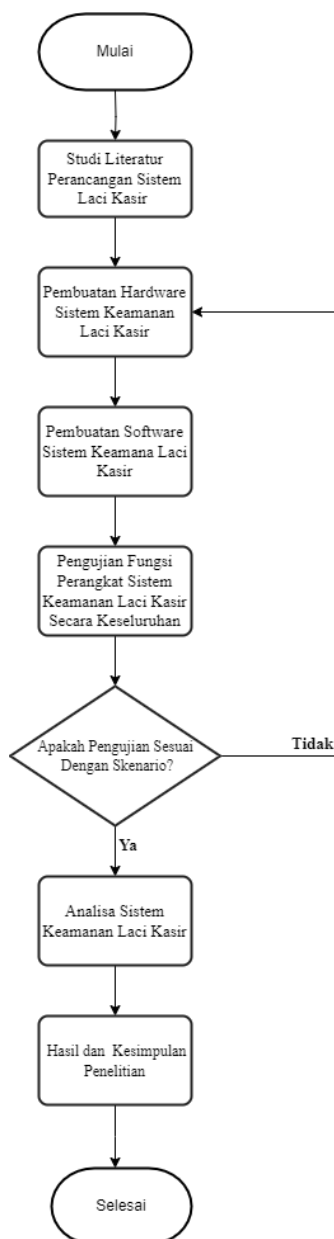 Mulai
Studi Literatur
Perancangan Sistem
Laci Kasir
Pembuatan Hardware
Sistem Keamanan
Laci Kasir
Pembuatan Software
Sistem Keamana Laci
Kasir
Pengujian Fungsi
Perangkat Sistem
Keamanan Laci Kasir
Secara Keseluruhan
Apakah Pengujian Sesuai
Dengan Skenario?
Tidak
Ya
Analisa Sistem
Keamanan Laci Kasir
Hasil dan Kesimpulan
Penelitian
Selesai